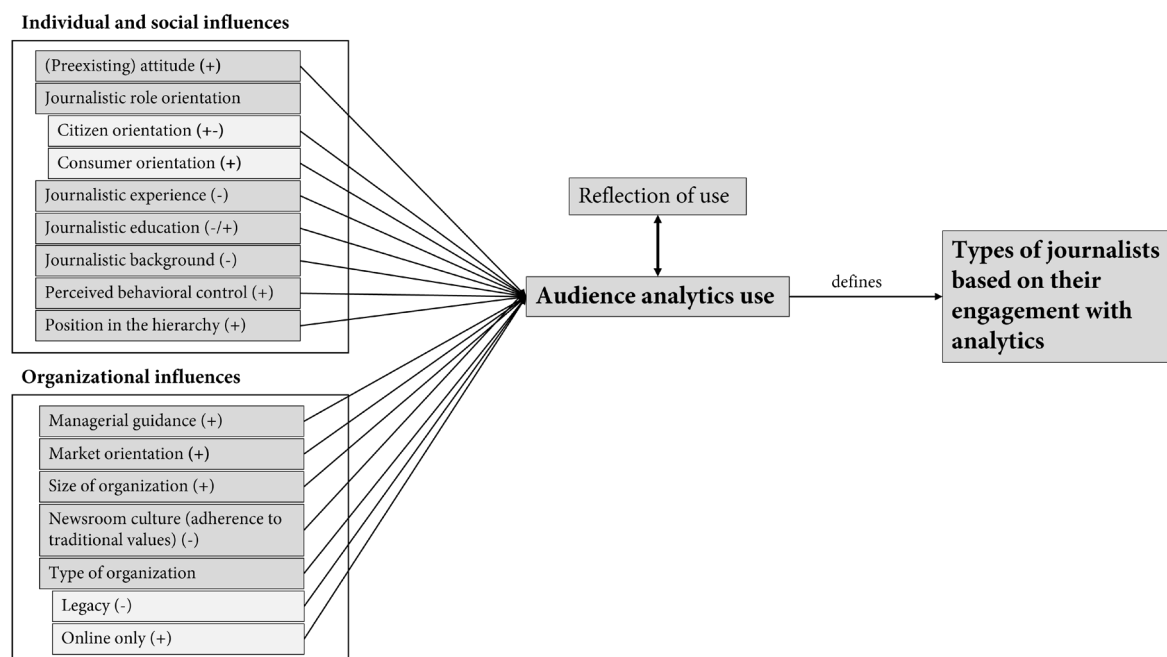 Individual and social influences
(Preexisting) attitude (+)
Journalistic role orientation
Citizen orientation (+-)
Consumer orientation (+)
Journalistic experience (-)
Journalistic education (-/+)
Journalistic background (-)
Perceived behavioral control (+)
Position in the hierarchy (+)
Organizational influences
Managerial guidance (+)
Market orientation (+)
Size of organization (+)
Newsroom culture (adherence to
traditional values) (-)
Type of organization
Legacy (-)
Online only (+)
Reflection of use
Audience analytics use
defines
Types of journalists
based on their
engagement with
analytics